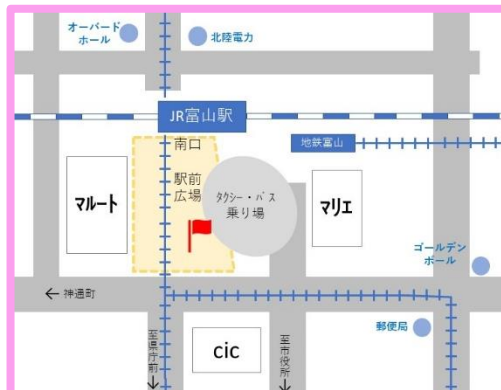 オーバード
ホール
北陸電力
JR富山駅
南口
地鉄富山
駅前
広場
マルート
タクシー・バス
乗り場
マリエ
ゴールデン
ボール
←神通町
郵便局
至県庁前
cic
至市役所